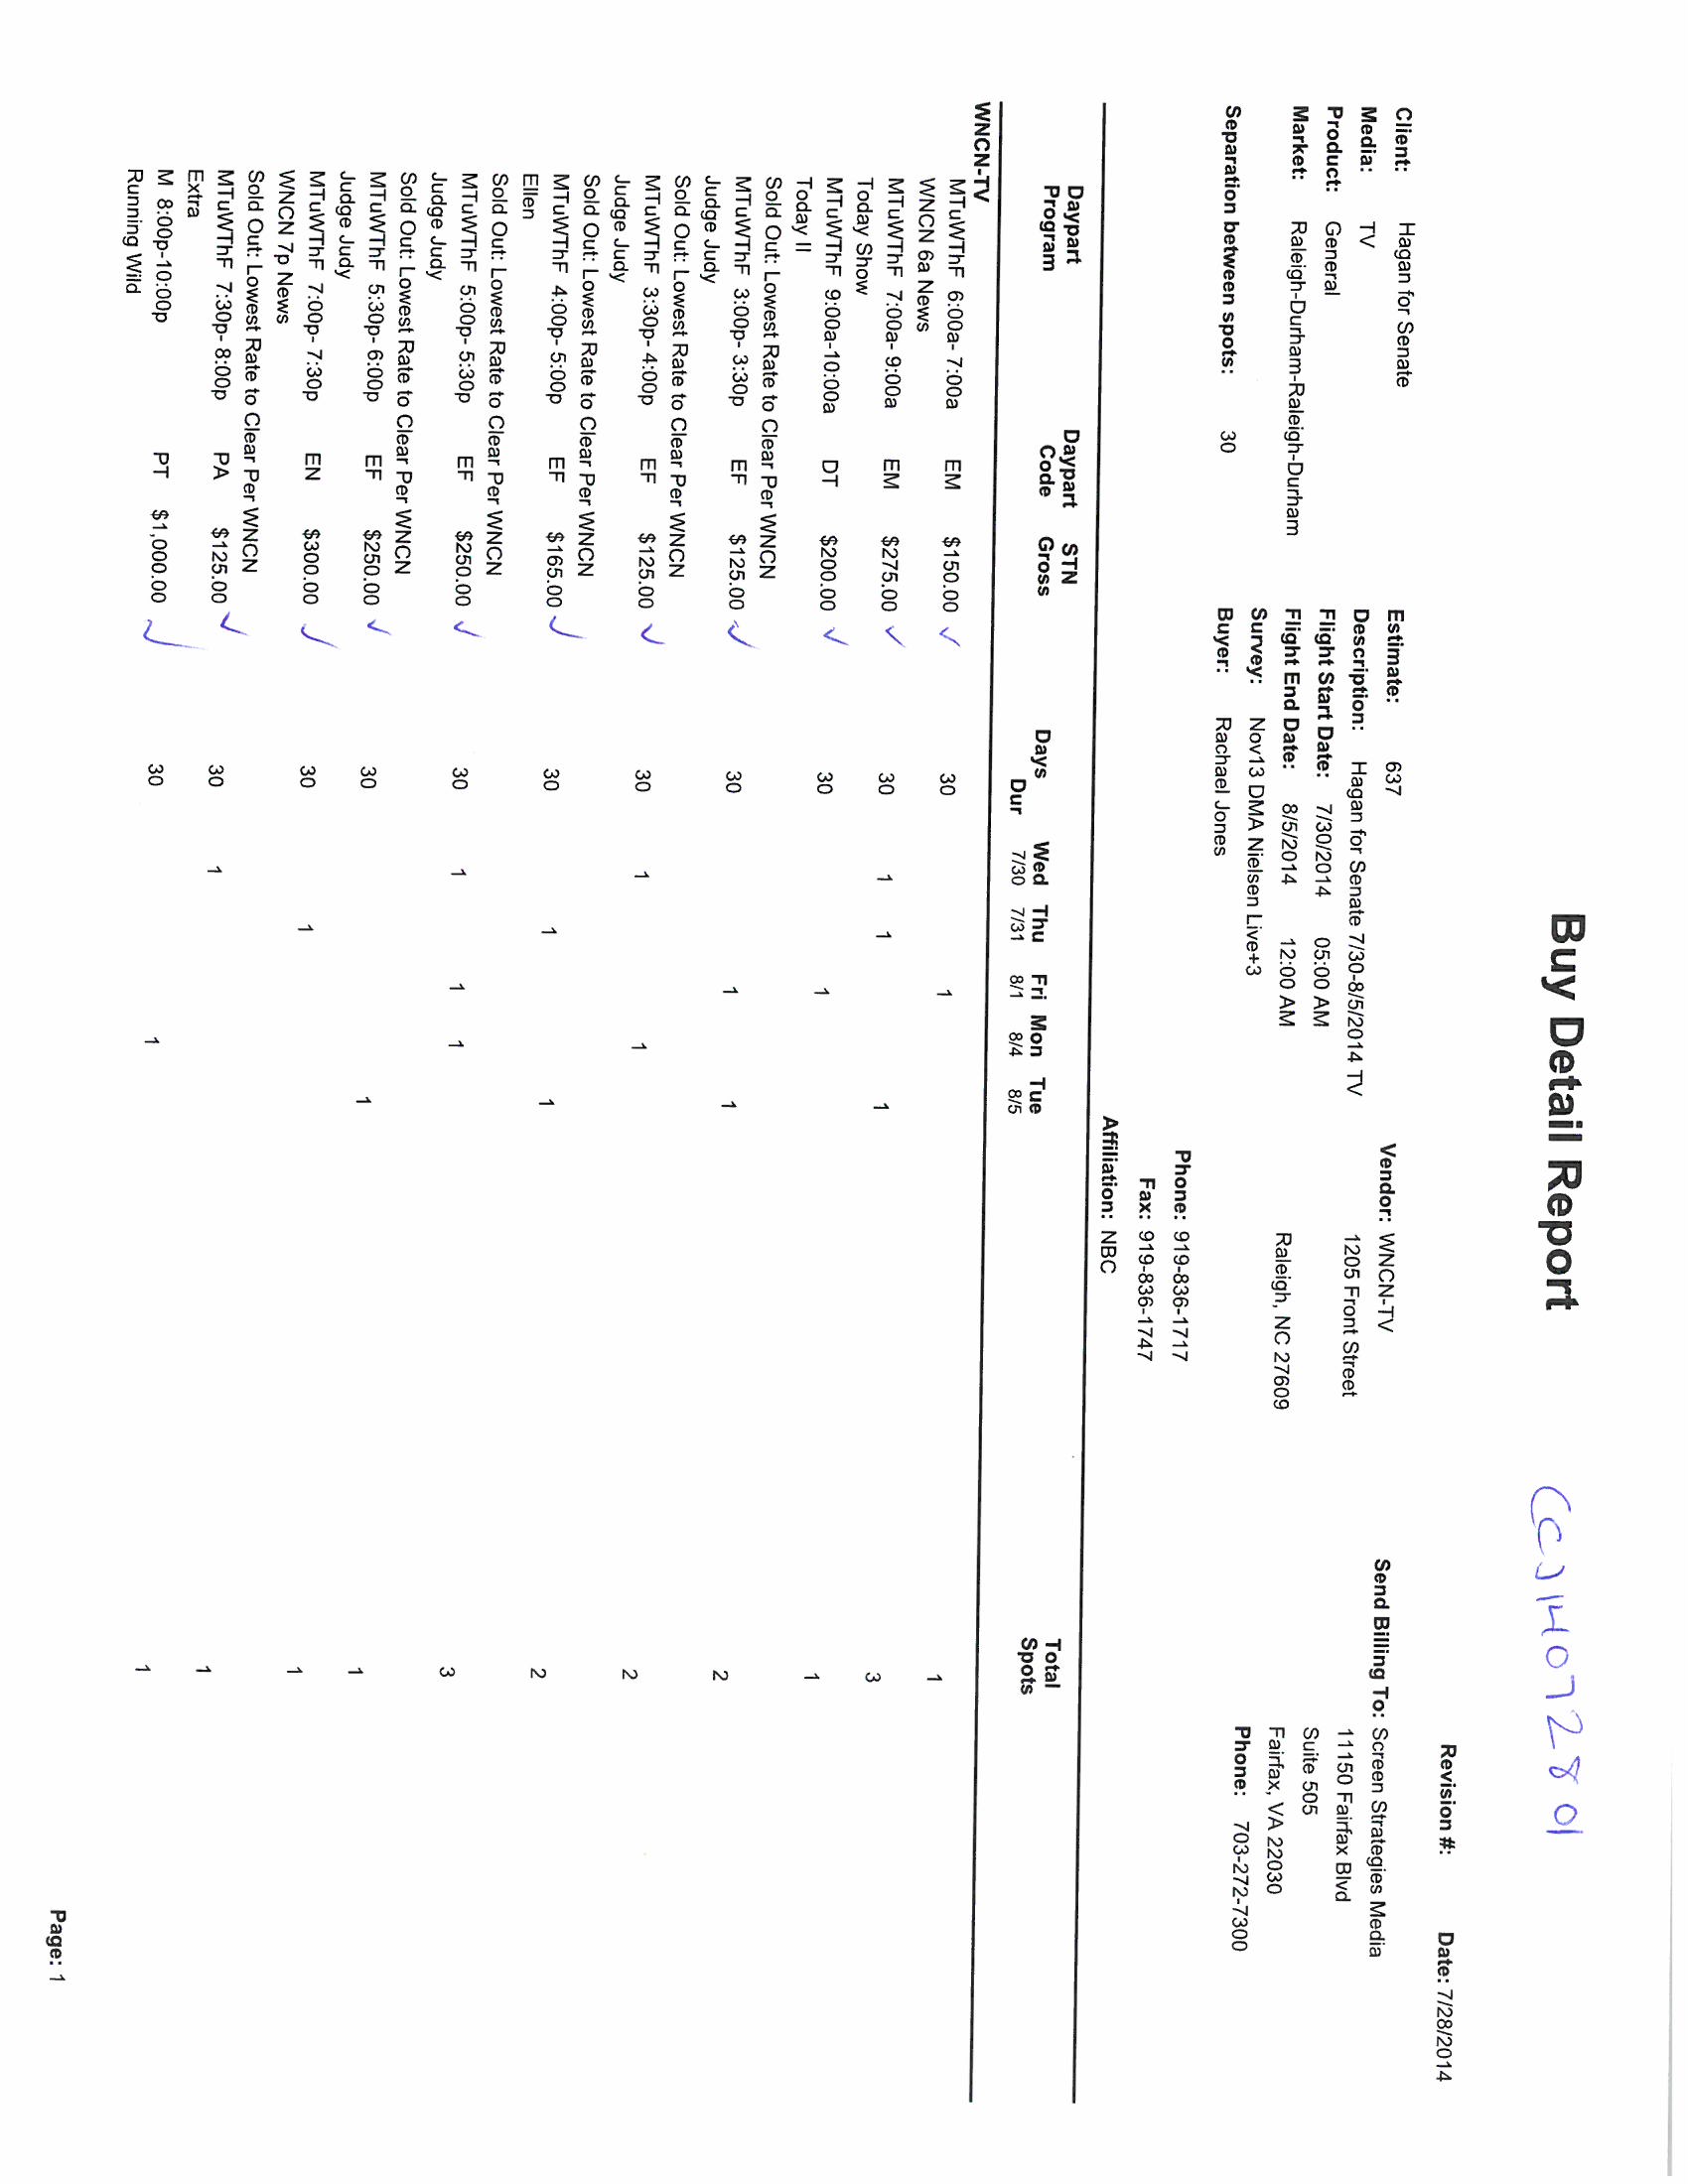 Buy Detail Report CCJ14072801
Revision #: Date: 7/28/2014
Client: Hagan for Senate Estimate: 637 Vendor: WNCN-TV Send Billing To: Screen Strategies Media
Media: TV Description: Hagan for Senate 7/30-8/5/2014 TV 1205 Front Street 11150 Fairfax Blvd
Product: General Flight Start Date: 7/30/2014 05:00 AM Suite 505
Market: Raleigh-Durham-Raleigh-Durham Flight End Date: 8/5/2014 12:00 AM Raleigh, NC 27609 Fairfax, VA 22030
Survey: Nov13 DMA Nielsen Live+3 Phone: 703-272-7300
Separation between spots: 30 Buyer: Rachael Jones
Phone: 919-836-1717
Fax: 919-836-1747
Affiliation: NBC
Daypart Daypart STN Days Wed Thu Fri Mon Tue Total
Program Code Gross Dur 7/30 7/31 8/1 8/4 8/5 Spots
WNCN-TV
MTuWThF 6:00a- 7:00a EM $150.00 ✓ 30 1 1
WNCN 6a News
MTuWThF 7:00a- 9:00a EM $275.00 ✓ 30 1 1 1 3
Today Show
MTuWThF 9:00a-10:00a DT $200.00 ✓ 30 1 1
Today II
Sold Out: Lowest Rate to Clear Per WNCN
MTuWThF 3:00p- 3:30p EF $125.00 ✓ 30 1 1 2
Judge Judy
Sold Out: Lowest Rate to Clear Per WNCN
MTuWThF 3:30p- 4:00p EF $125.00 ✓ 30 1 1 2
Judge Judy
Sold Out: Lowest Rate to Clear Per WNCN
MTuWThF 4:00p- 5:00p EF $165.00 ✓ 30 1 1 2
Ellen
Sold Out: Lowest Rate to Clear Per WNCN
MTuWThF 5:00p- 5:30p EF $250.00 ✓ 30 1 1 1 3
Judge Judy
Sold Out: Lowest Rate to Clear Per WNCN
MTuWThF 5:30p- 6:00p EF $250.00 ✓ 30 1 1
Judge Judy
MTuWThF 7:00p- 7:30p EN $300.00 ✓ 30 1 1
WNCN 7p News
Sold Out: Lowest Rate to Clear Per WNCN
MTuWThF 7:30p- 8:00p PA $125.00 ✓ 30 1 1
Extra
M 8:00p-10:00p PT $1,000.00 ✓ 30 1 1
Running Wild
Page: 1